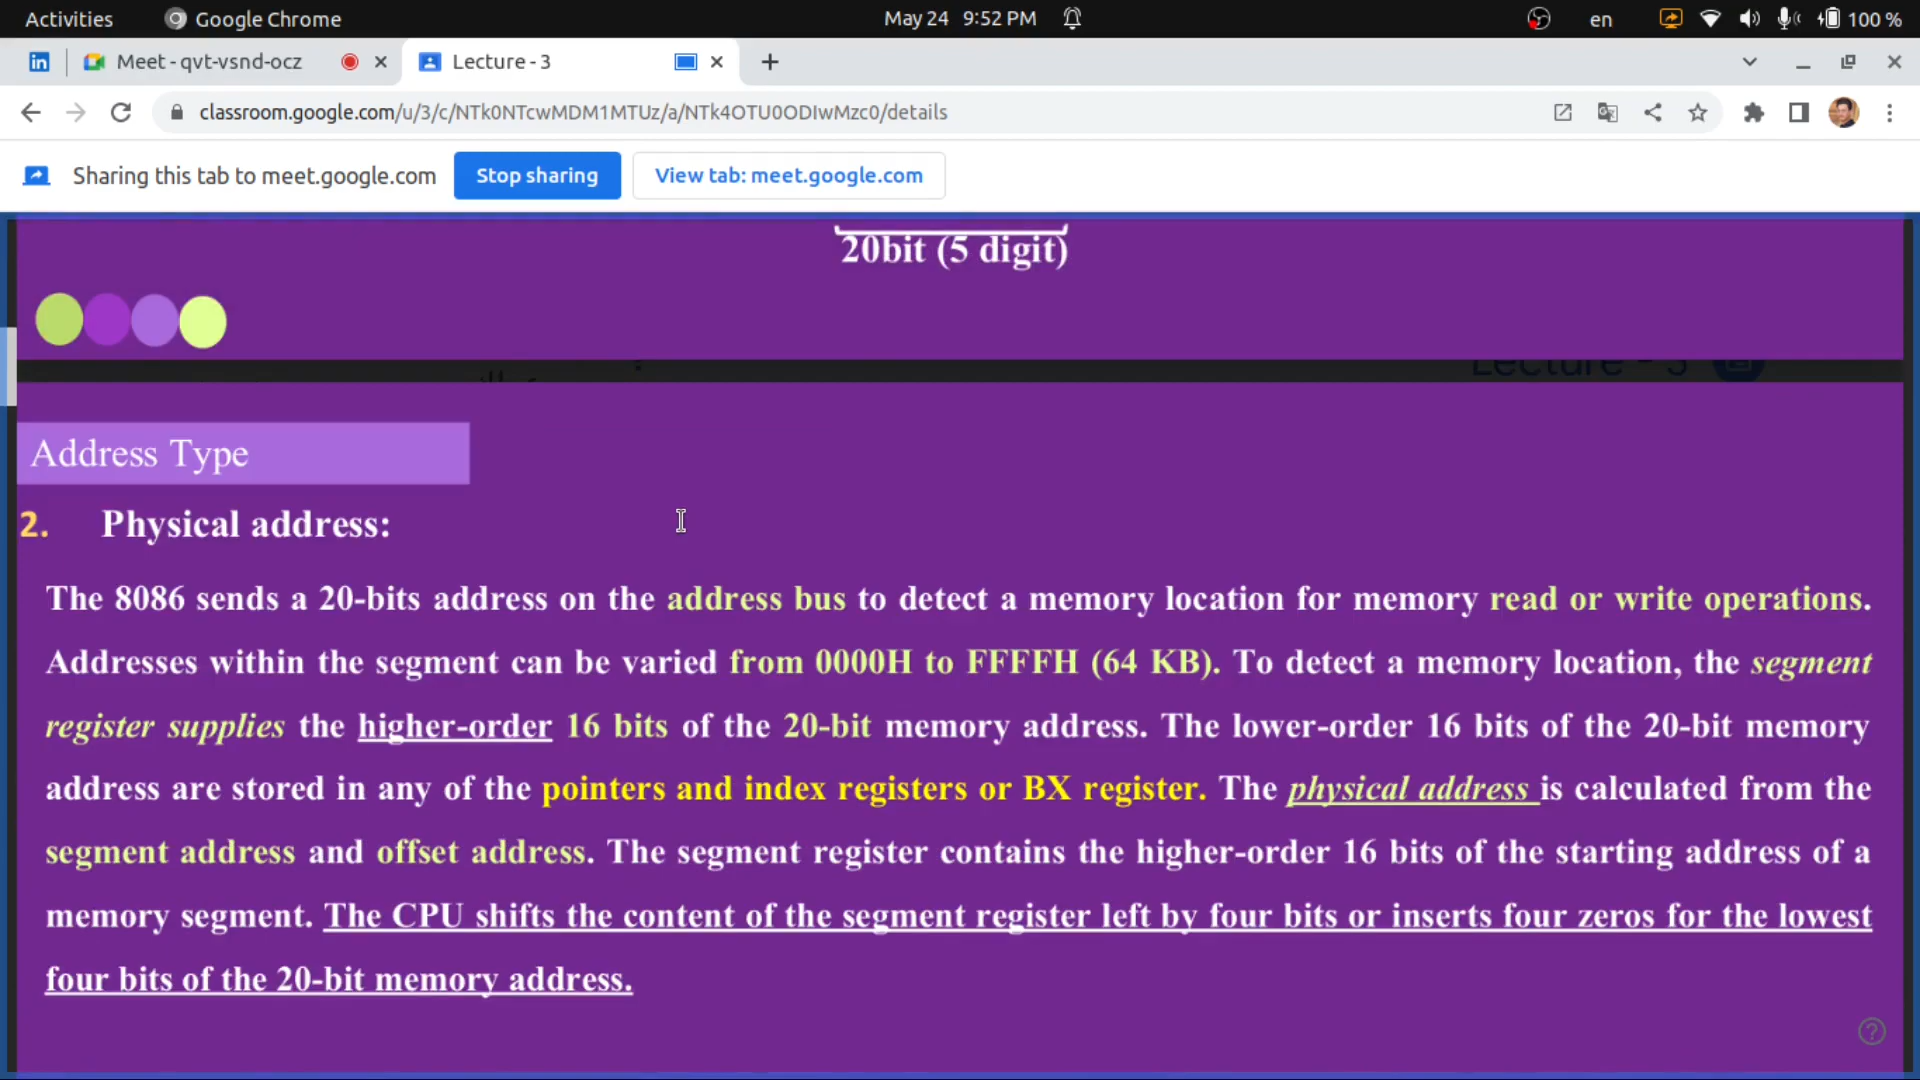 Activities Google Chrome May 24 9:52 PM en 100 %
Meet - qvt-vsnd-ocz Lecture - 3
classroom.google.com/u/3/c/NTk0NTcwMDM1MTUz/a/NTk4OTU0ODIwMzc0/details
Sharing this tab to meet.google.com Stop sharing View tab: meet.google.com
20bit (5 digit)
Lecture - 3
Address Type
2. Physical address:
The 8086 sends a 20-bits address on the address bus to detect a memory location for memory read or write operations.
Addresses within the segment can be varied from 0000H to FFFFH (64 KB). To detect a memory location, the segment
register supplies the higher-order 16 bits of the 20-bit memory address. The lower-order 16 bits of the 20-bit memory
address are stored in any of the pointers and index registers or BX register. The physical address is calculated from the
segment address and offset address. The segment register contains the higher-order 16 bits of the starting address of a
memory segment. The CPU shifts the content of the segment register left by four bits or inserts four zeros for the lowest
four bits of the 20-bit memory address.